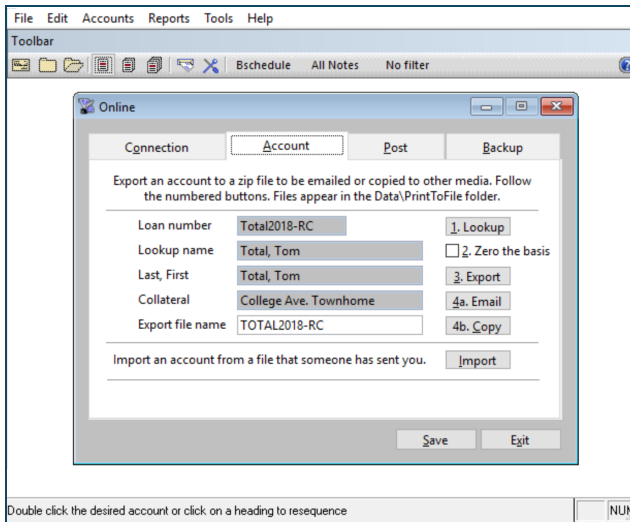 File Edit Accounts Reports Tools Help
Toolbar
Bschedule All Notes No filter
Online
Connection Account Post Backup
Export an account to a zip file to be emailed or copied to other media. Follow
the numbered buttons. Files appear in the Data\PrintToFile folder.
Loan number Total2018-RC 1. Lookup
Lookup name Total, Tom 2. Zero the basis
Last, First Total, Tom 3. Export
Collateral College Ave. Townhome 4a. Email
Export file name TOTAL2018-RC 4b. Copy
Import an account from a file that someone has sent you. Import
Save Exit
Double click the desired account or click on a heading to resequence